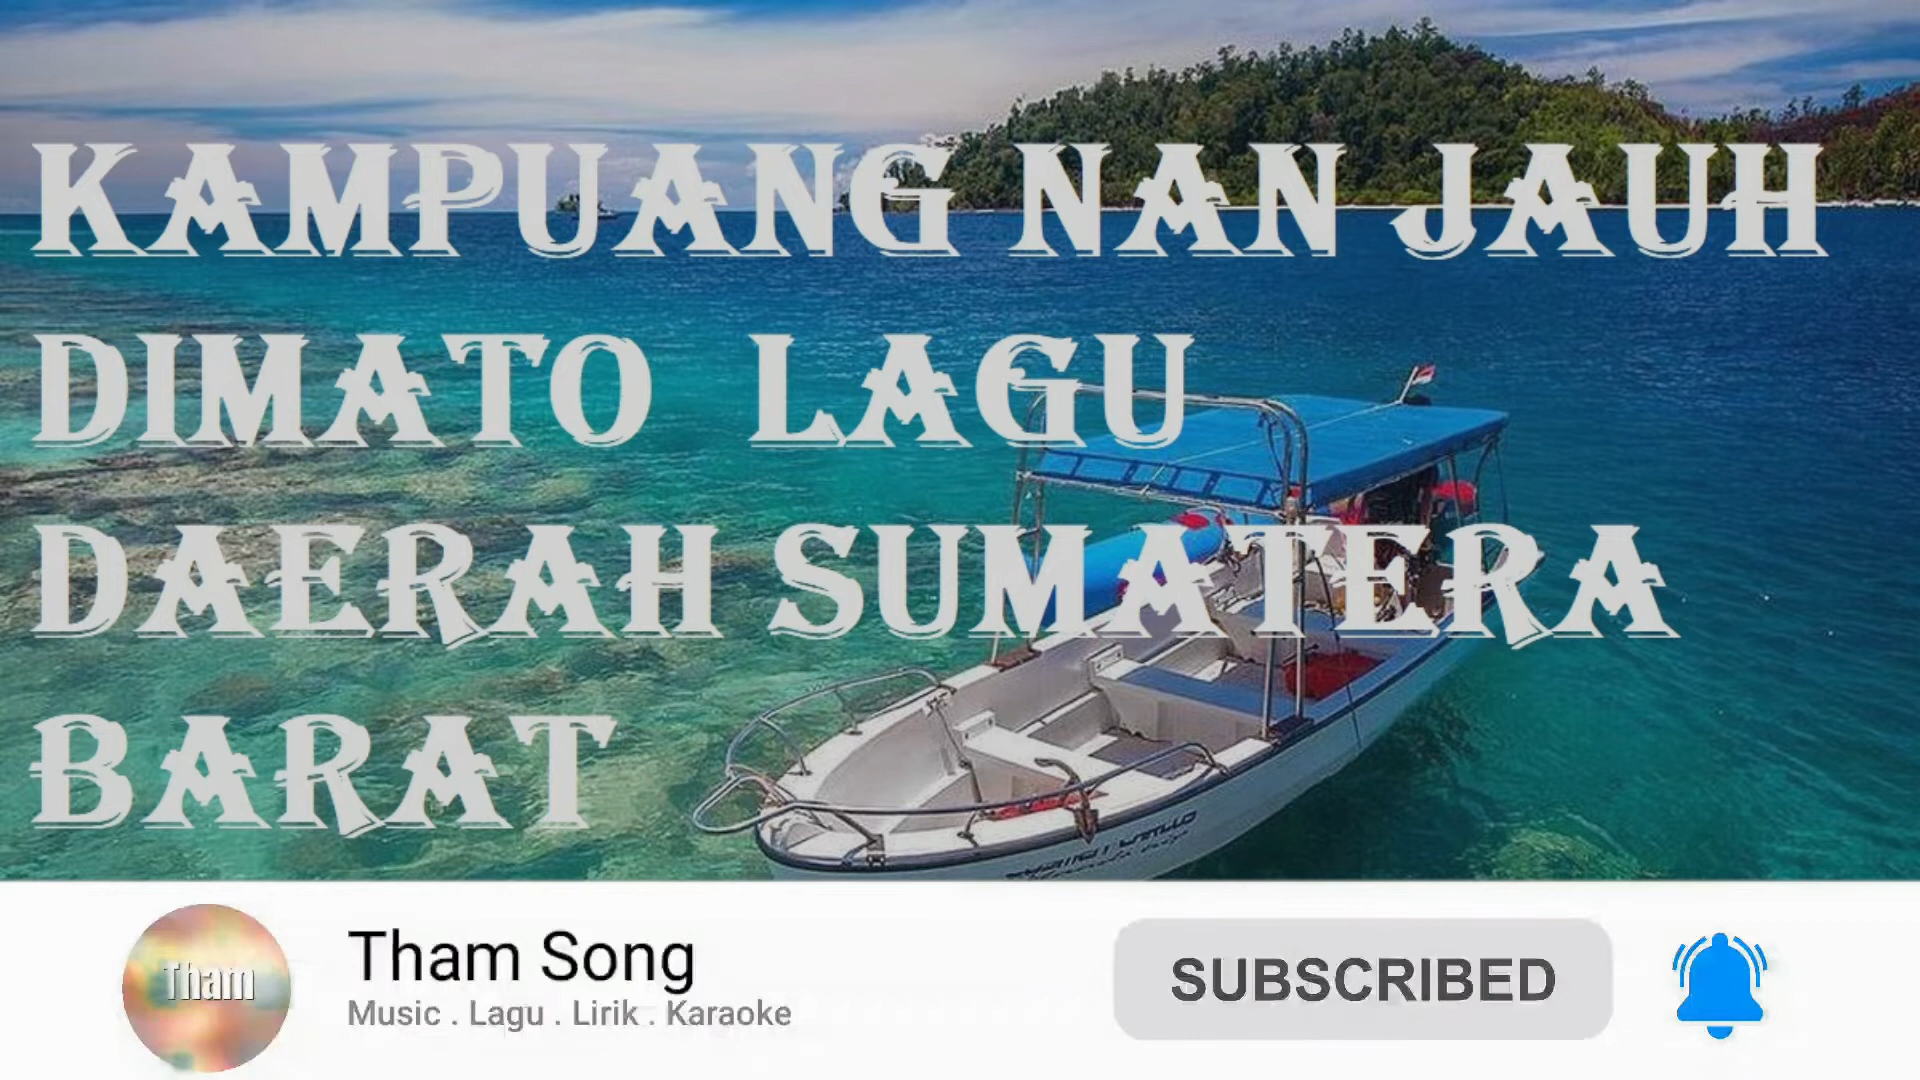 KAMPUANG NAN JAUH
DIMATO LAGU
DAERAH SUMATERA
BARAT
Tham
Tham Song
Music . Lagu . Lirik . Karaoke
SUBSCRIBED